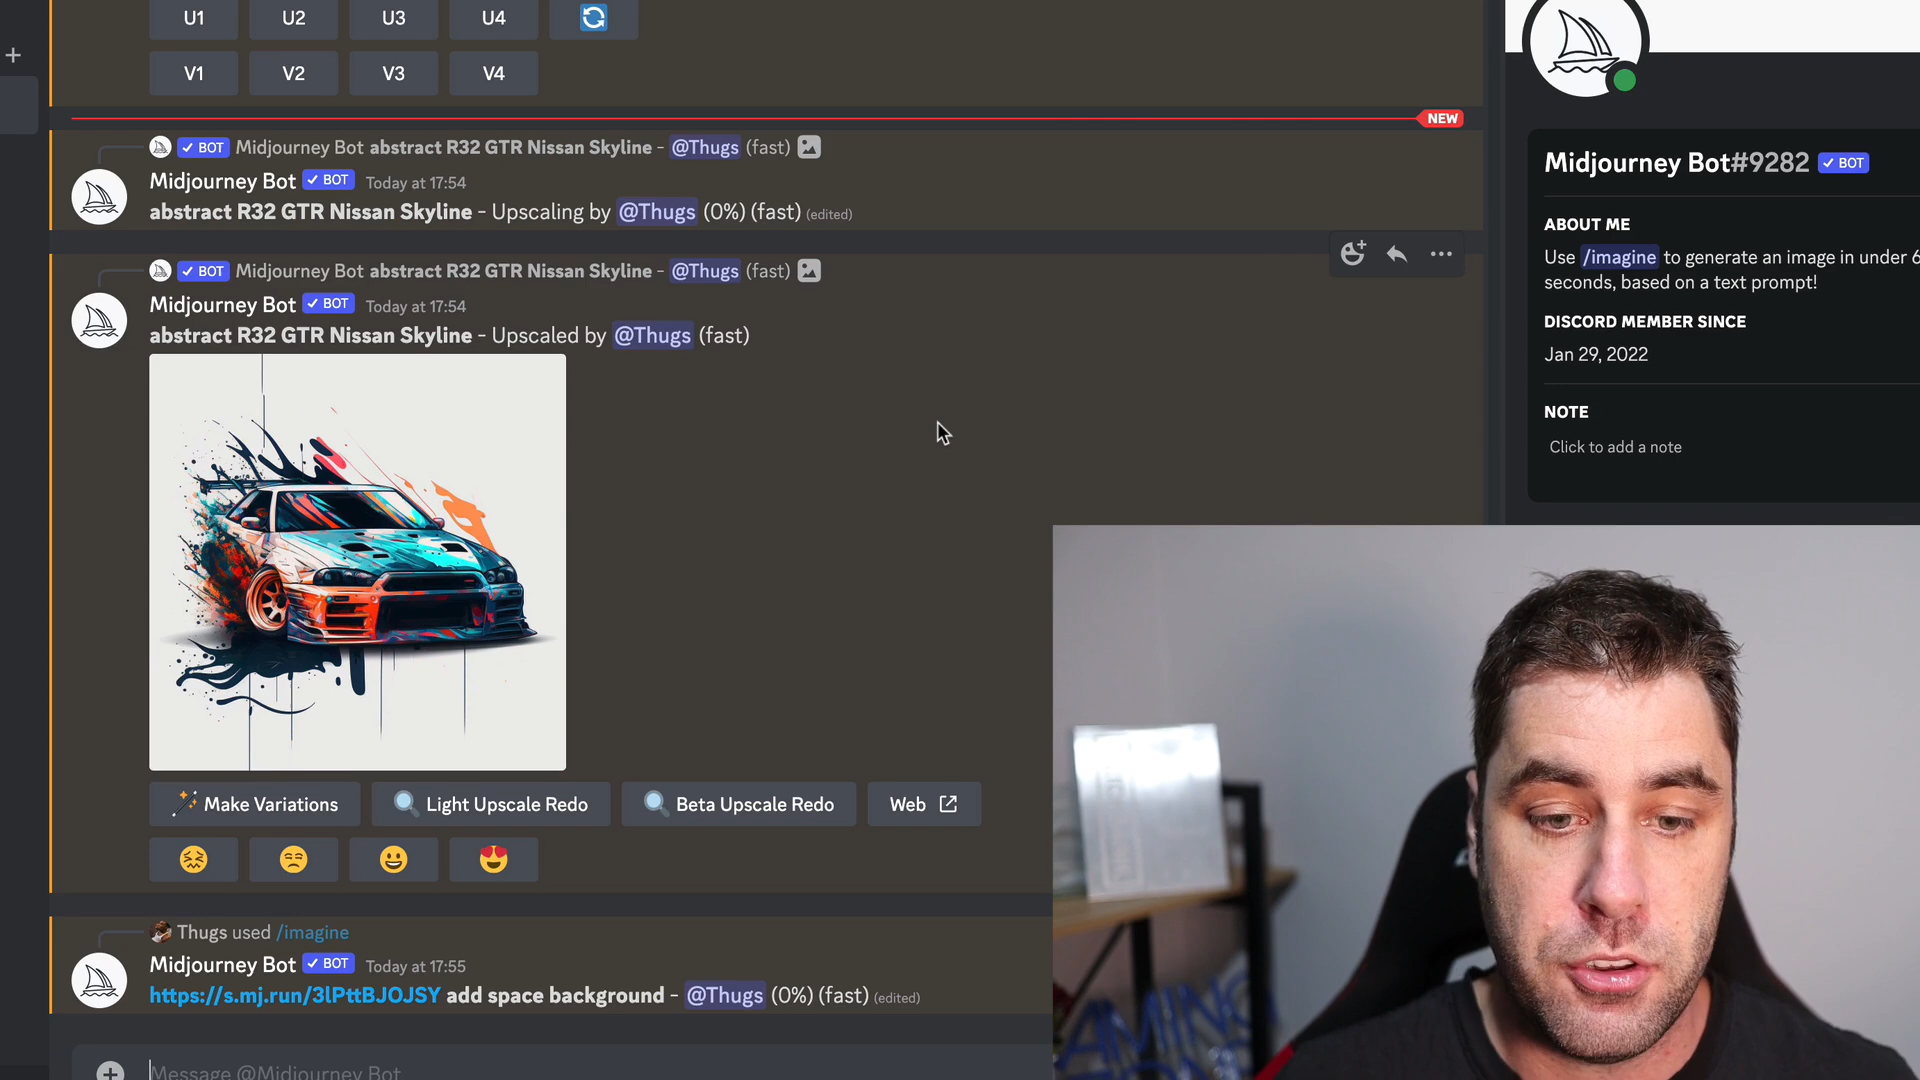 U1 U2 U3 U4
V1 V2 V3 V4
NEW
✓ BOT Midjourney Bot abstract R32 GTR Nissan Skyline - @Thugs (fast)
Midjourney Bot ✓ BOT Today at 17:54
abstract R32 GTR Nissan Skyline - Upscaling by @Thugs (0%) (fast) (edited)
✓ BOT Midjourney Bot abstract R32 GTR Nissan Skyline - @Thugs (fast)
Midjourney Bot ✓ BOT Today at 17:54
abstract R32 GTR Nissan Skyline - Upscaled by @Thugs (fast)
Make Variations Light Upscale Redo Beta Upscale Redo Web
Thugs used /imagine
Midjourney Bot ✓ BOT Today at 17:55
https://s.mj.run/3lPttBJOJSY add space background - @Thugs (0%) (fast) (edited)
Message @Midjourney Bot
Midjourney Bot#9282 ✓ BOT
ABOUT ME
Use /imagine to generate an image in under 6
seconds, based on a text prompt!
DISCORD MEMBER SINCE
Jan 29, 2022
NOTE
Click to add a note